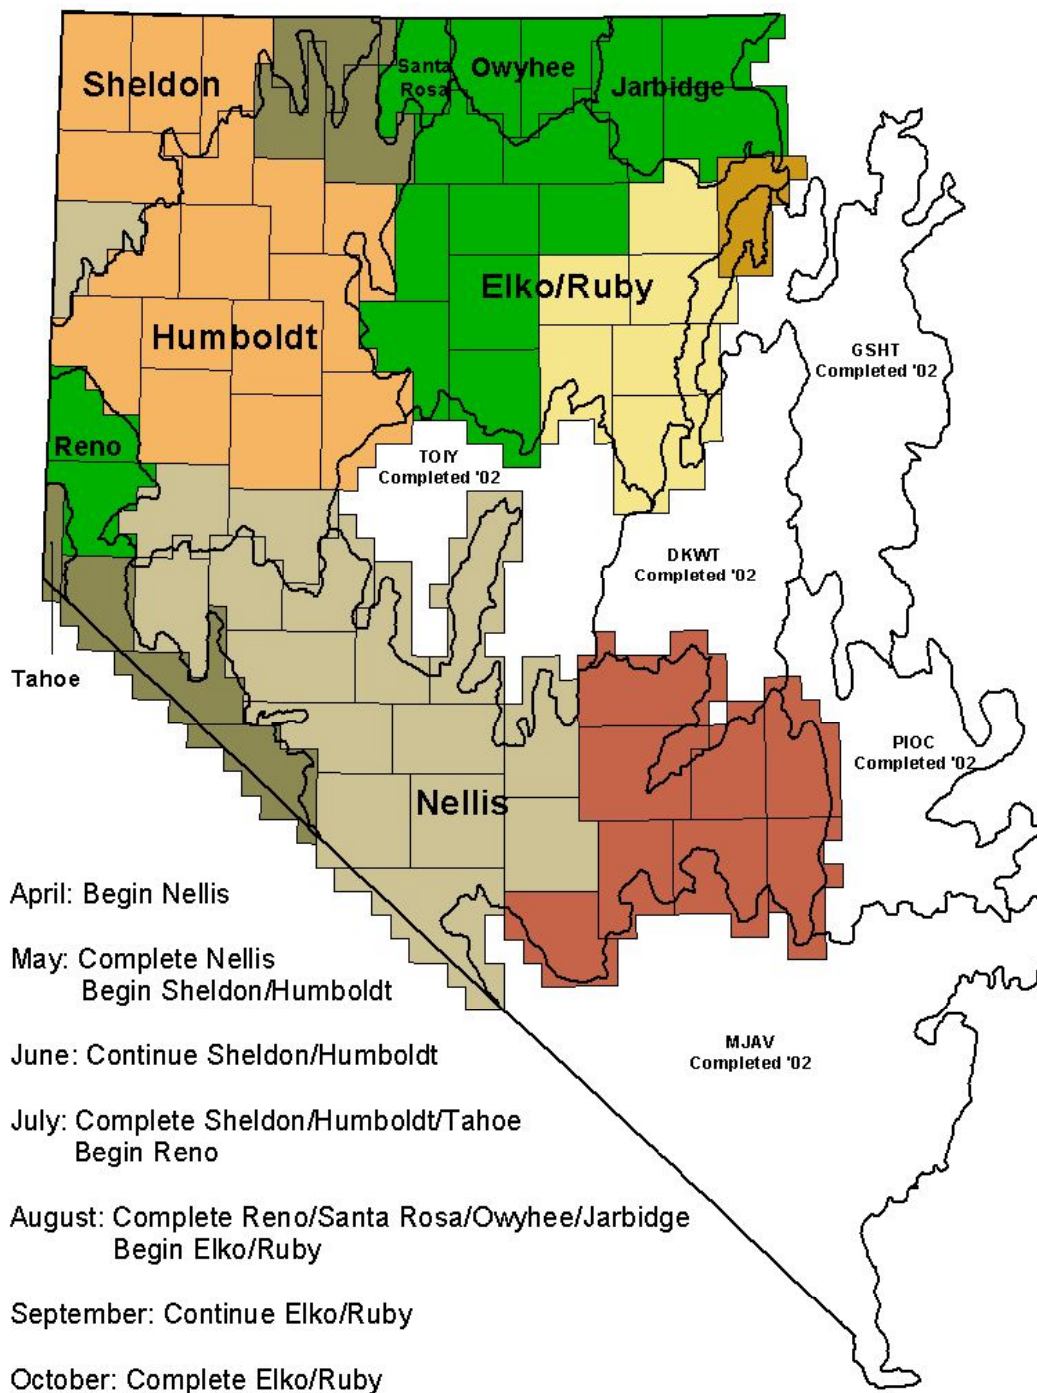 Sheldon
Santa
Rosa
Owyhee
Jarbidge
Humboldt
Elko/Ruby
GSHT
Completed '02
Reno
TOIY
Completed '02
DKWT
Completed '02
Tahoe
PIOC
Completed '02
Nellis
April: Begin Nellis
May: Complete Nellis
Begin Sheldon/Humboldt
June: Continue Sheldon/Humboldt
MJAV
Completed '02
July: Complete Sheldon/Humboldt/Tahoe
Begin Reno
August: Complete Reno/Santa Rosa/Owyhee/Jarbidge
Begin Elko/Ruby
September: Continue Elko/Ruby
October: Complete Elko/Ruby